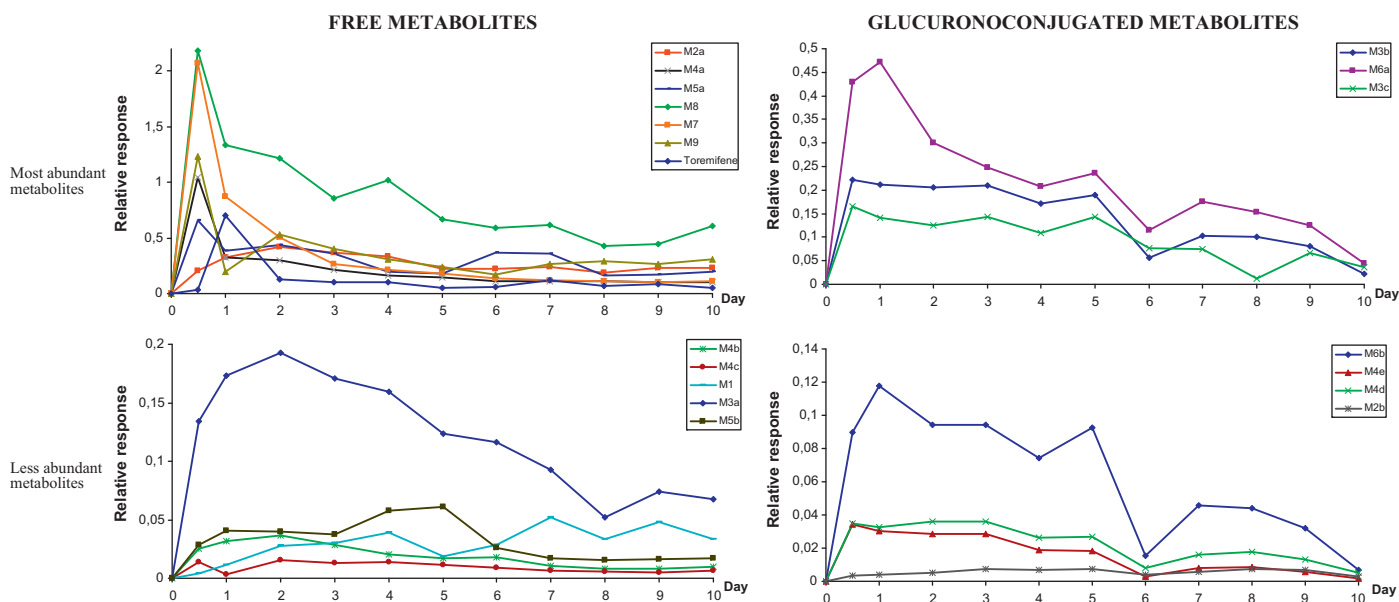 FREE METABOLITES
GLUCURONOCONJUGATED METABOLITES
Most abundant
metabolites
Less abundant
metabolites
Relative response
2
1,5
1
0,5
0
0 1 2 3 4 5 6 7 8 9 10
Day
M2a
M4a
M5a
M8
M7
M9
Toremifene
Relative response
0,5
0,45
0,4
0,35
0,3
0,25
0,2
0,15
0,1
0,05
0
0 1 2 3 4 5 6 7 8 9 10
Day
M3b
M6a
M3c
Relative response
0,2
0,15
0,1
0,05
0
0 1 2 3 4 5 6 7 8 9 10
Day
M4b
M4c
M1
M3a
M5b
Relative response
0,14
0,12
0,1
0,08
0,06
0,04
0,02
0
0 1 2 3 4 5 6 7 8 9 10
Day
M6b
M4e
M4d
M2b